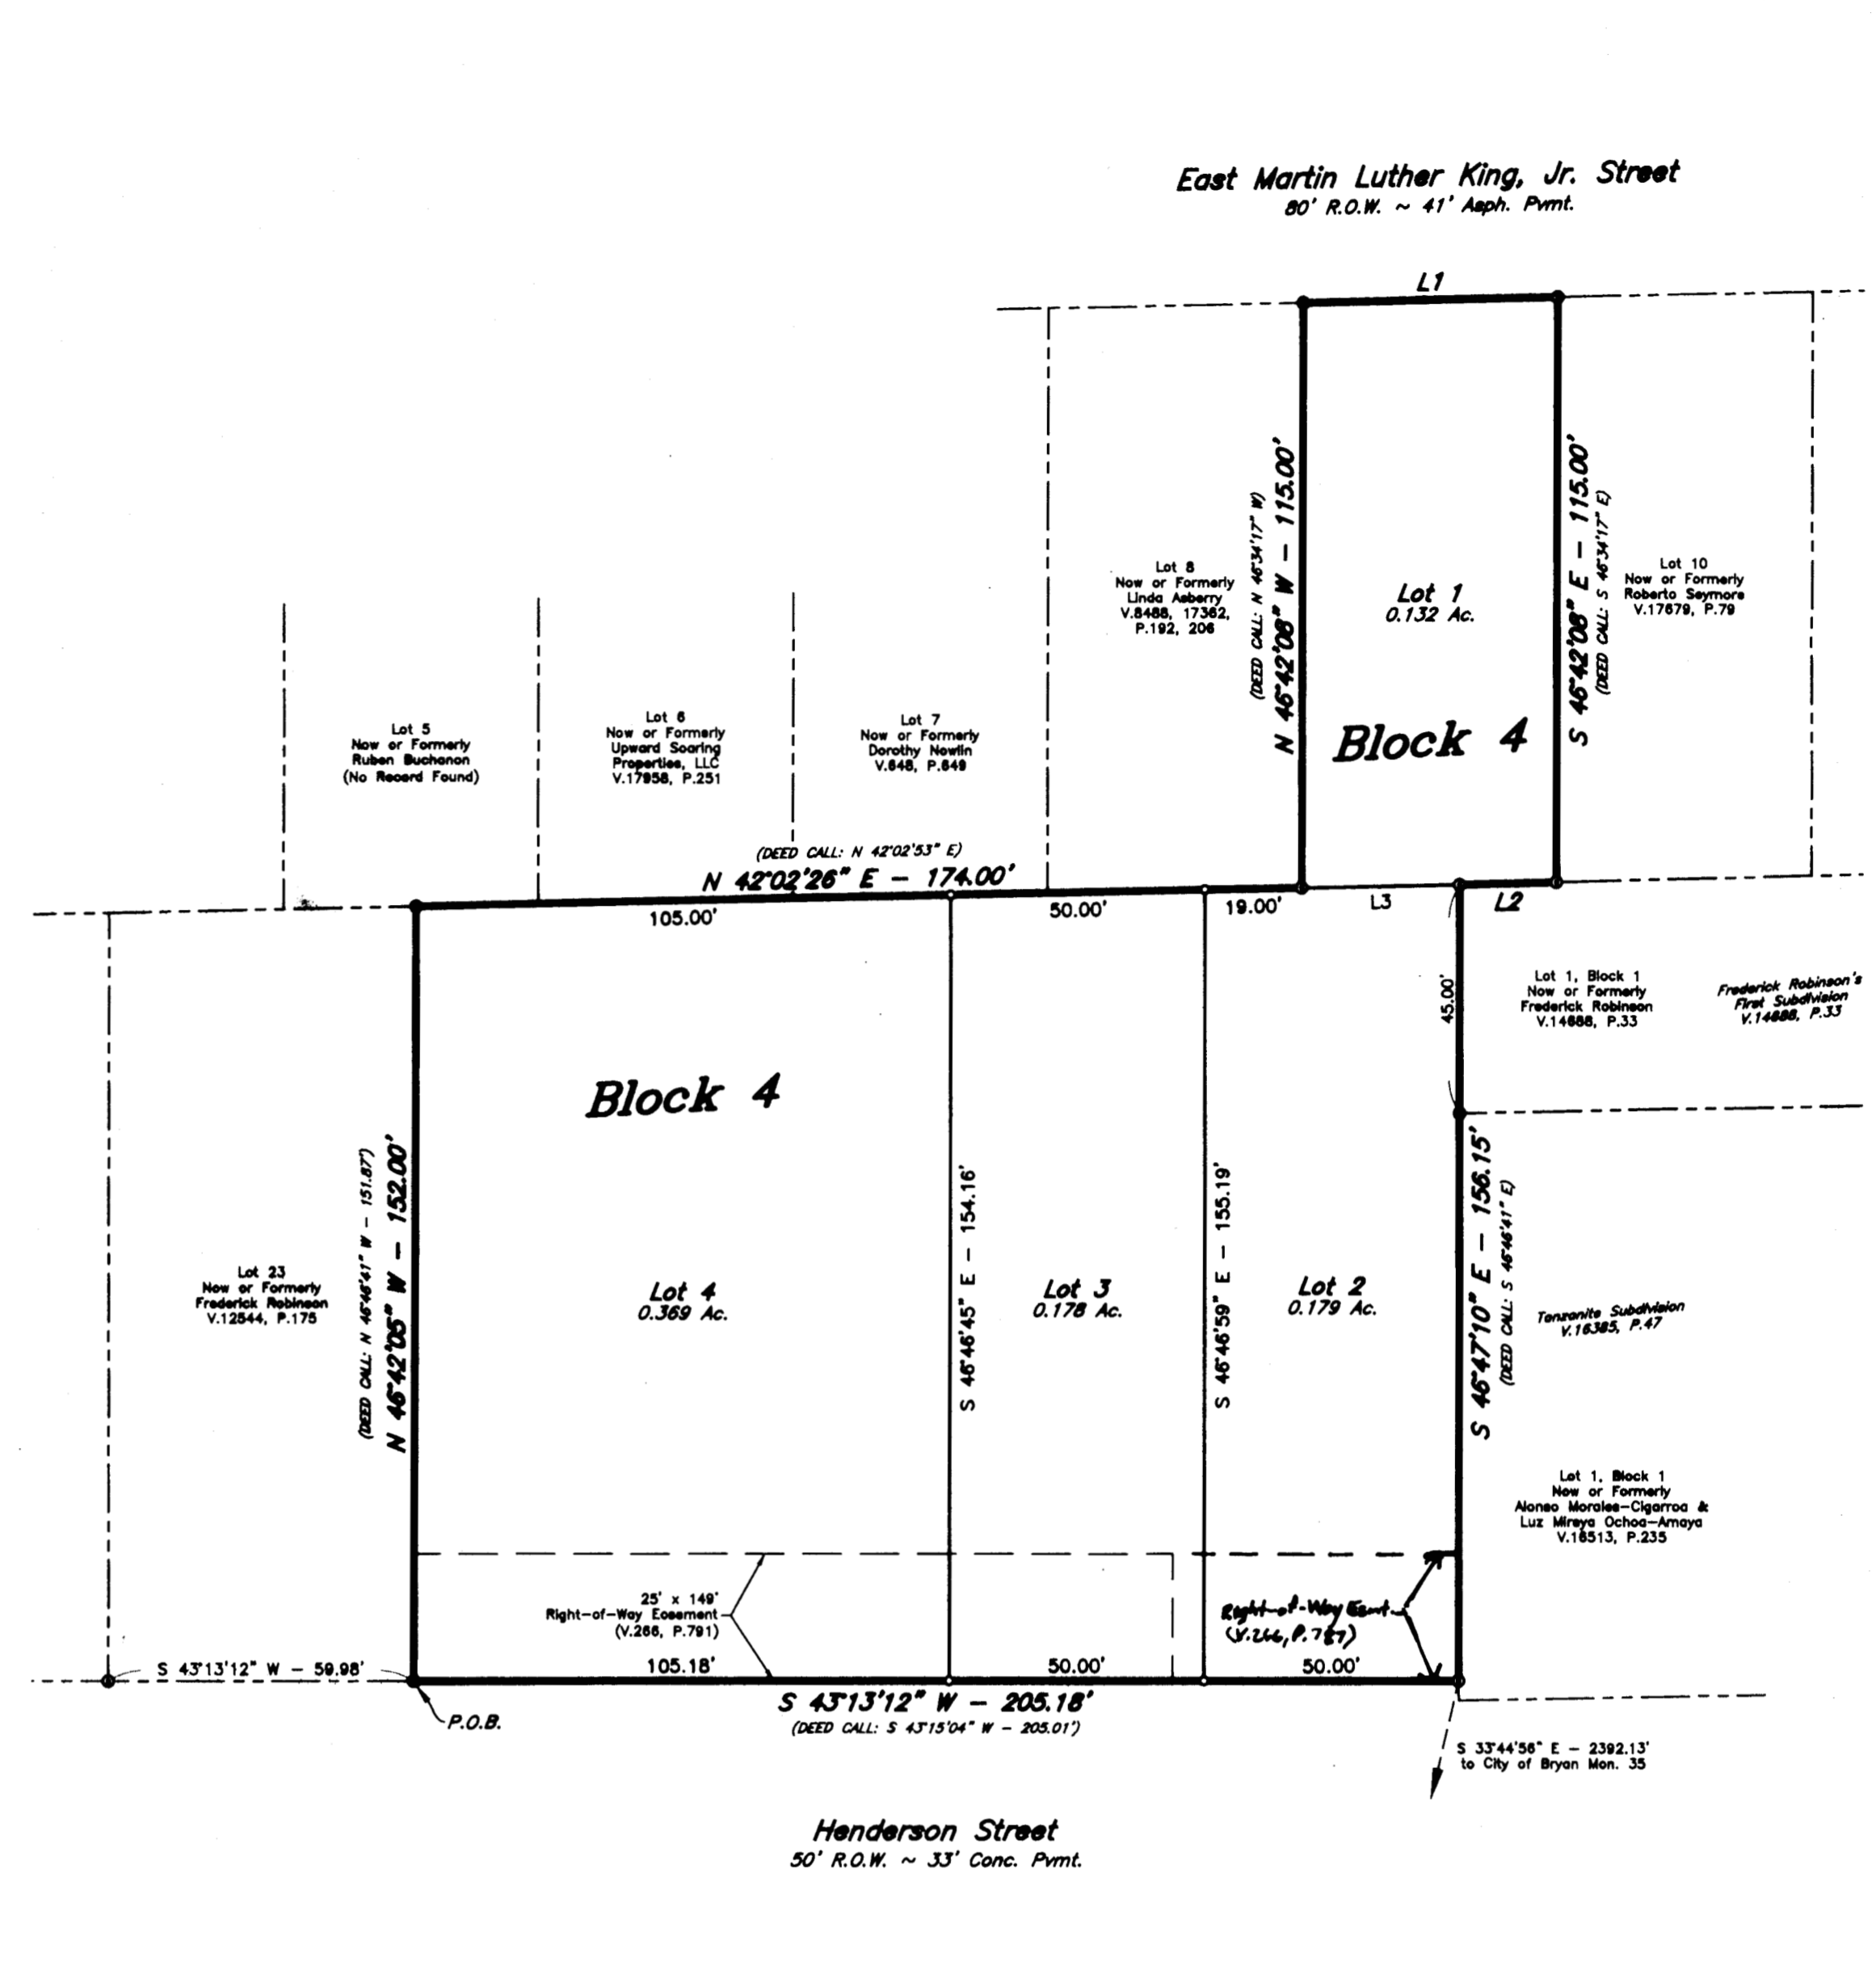 East Martin Luther King, Jr. Street
80' R.O.W. ~ 41' Asph. Pvmt.
L1
N 46°42'08" W - 115.00'
(DEED CALL: N 46°34'17" W)
S 46°42'08" E - 115.00'
(DEED CALL: S 46°34'17" E)
Lot 8
Now or Formerly
Linda Asberry
V.8488, 17362,
P.192, 206
Lot 1
0.132 Ac.
Block 4
Lot 10
Now or Formerly
Roberto Seymore
V.17679, P.79
Lot 5
Now or Formerly
Ruben Buchanon
(No Record Found)
Lot 6
Now or Formerly
Upward Soaring
Properties, LLC
V.17958, P.251
Lot 7
Now or Formerly
Dorothy Nowlin
V.648, P.649
(DEED CALL: N 42°02'53" E)
N 42°02'26" E - 174.00'
105.00'
50.00'
19.00'
L3
L2
45.00'
Lot 1, Block 1
Now or Formerly
Frederick Robinson
V.14688, P.33
Frederick Robinson's
First Subdivision
V.14688, P.33
Block 4
(DEED CALL: N 46°46'41" W - 151.87')
N 46°42'05" W - 152.00'
S 46°46'45" E - 154.16'
S 46°46'59" E - 155.19'
S 46°47'10" E - 156.15'
(DEED CALL: S 46°46'41" E)
Lot 23
Now or Formerly
Frederick Robinson
V.12544, P.175
Lot 4
0.369 Ac.
Lot 3
0.178 Ac.
Lot 2
0.179 Ac.
Tanzanite Subdivision
V.16385, P.47
Lot 1, Block 1
Now or Formerly
Alonso Morales-Cigarroa &
Luz Mireya Ochoa-Amaya
V.16513, P.235
25' x 149'
Right-of-Way Easement
(V.266, P.791)
Right-of-Way Esmt.
(V.266, P.787)
S 43°13'12" W - 59.98'
105.18'
50.00'
50.00'
S 43°13'12" W - 205.18'
(DEED CALL: S 43°15'04" W - 205.01')
P.O.B.
S 33°44'56" E - 2392.13'
to City of Bryan Mon. 35
Henderson Street
50' R.O.W. ~ 33' Conc. Pvmt.